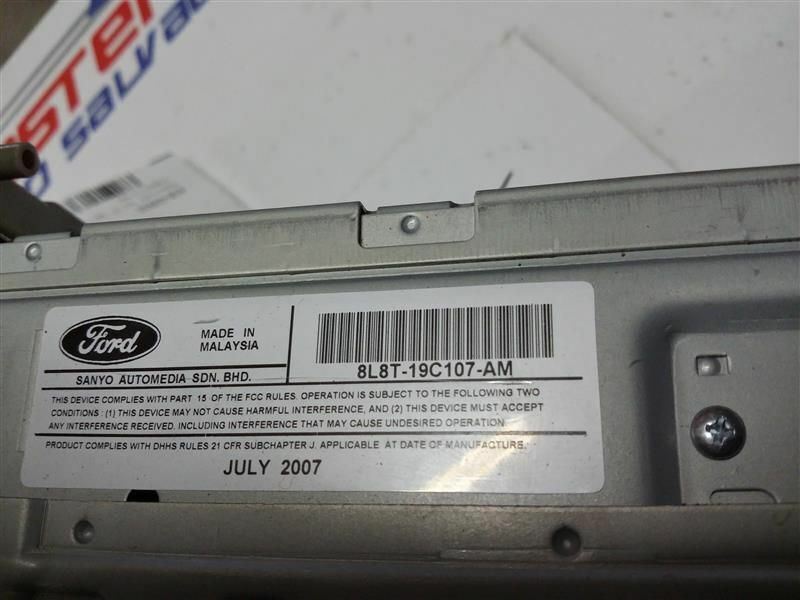 Ford
MADE IN
MALAYSIA
SANYO AUTOMEDIA SDN. BHD.
8L8T-19C107-AM
THIS DEVICE COMPLIES WITH PART 15 OF THE FCC RULES. OPERATION IS SUBJECT TO THE FOLLOWING TWO
CONDITIONS : (1) THIS DEVICE MAY NOT CAUSE HARMFUL INTERFERENCE, AND (2) THIS DEVICE MUST ACCEPT
ANY INTERFERENCE RECEIVED. INCLUDING INTERFERENCE THAT MAY CAUSE UNDESIRED OPERATION
PRODUCT COMPLIES WITH DHHS RULES 21 CFR SUBCHAPTER J. APPLICABLE AT DATE OF MANUFACTURE.
JULY 2007